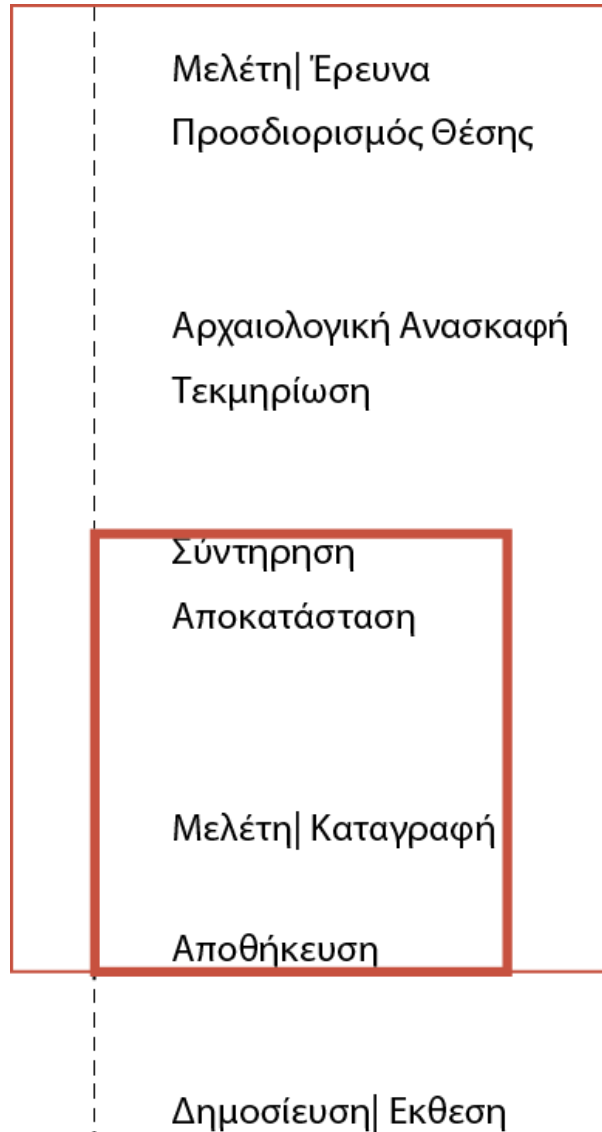 Μελέτη| Έρευνα
Προσδιορισμός Θέσης
Αρχαιολογική Ανασκαφή
Τεκμηρίωση
Σύντηρηση
Αποκατάσταση
Μελέτη| Καταγραφή
Αποθήκευση
Δημοσίευση| Εκθεση